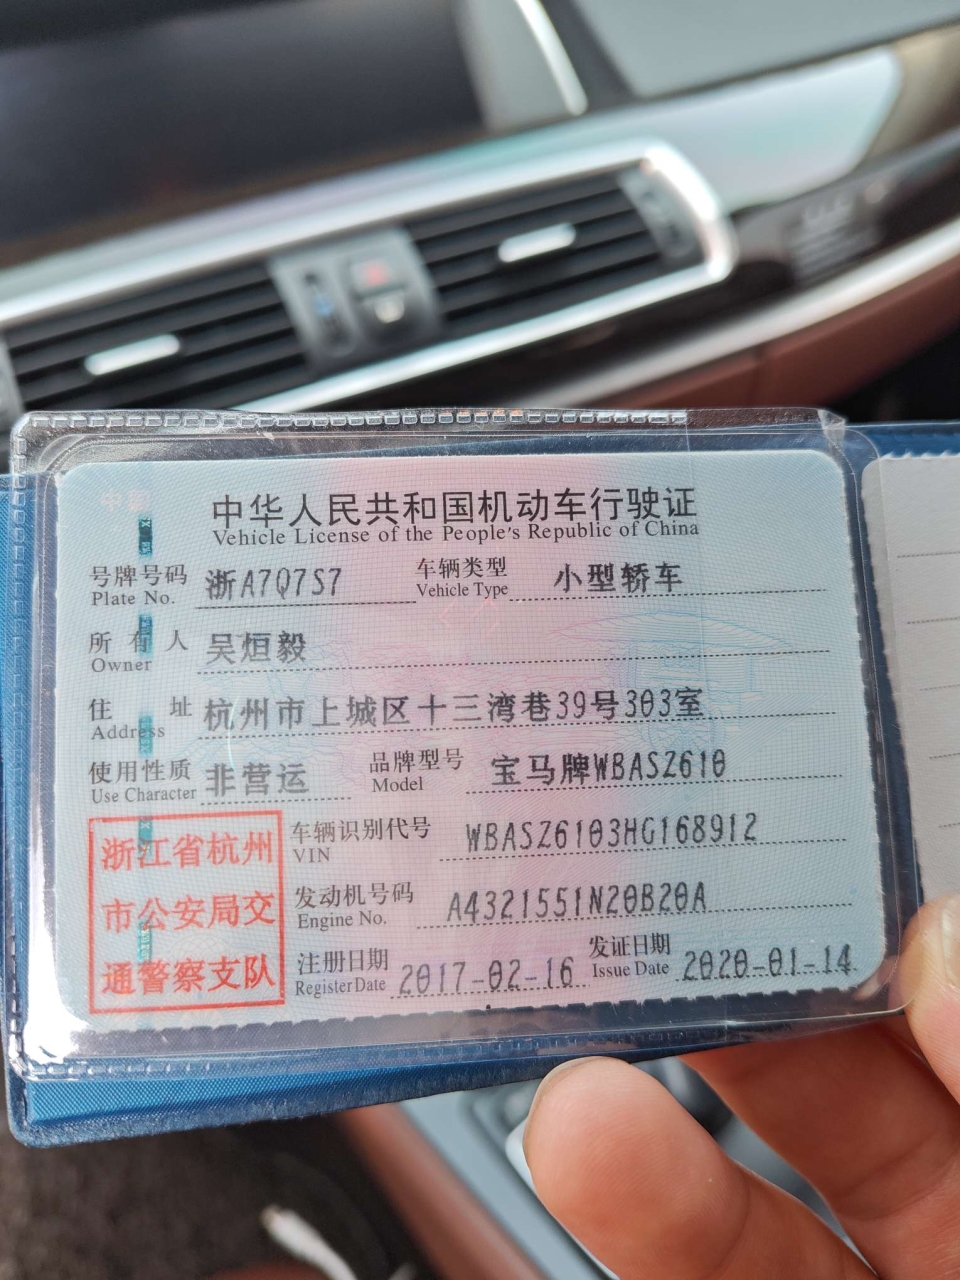 中华人民共和国机动车行驶证
Vehicle License of the People's Republic of China
号牌号码 浙A7Q7S7 车辆类型 小型轿车
Plate No. Vehicle Type
所有人 吴烜毅
Owner
住址 杭州市上城区十三湾巷39号303室
Address
使用性质 非营运 品牌型号 宝马牌WBASZ610
Use Character Model
浙江省杭州
市公安局交
通警察支队
车辆识别代号 WBASZ6103HG168912
VIN
发动机号码 A4321551N20B20A
Engine No.
注册日期 2017-02-16 发证日期 2020-01-14
Register Date Issue Date